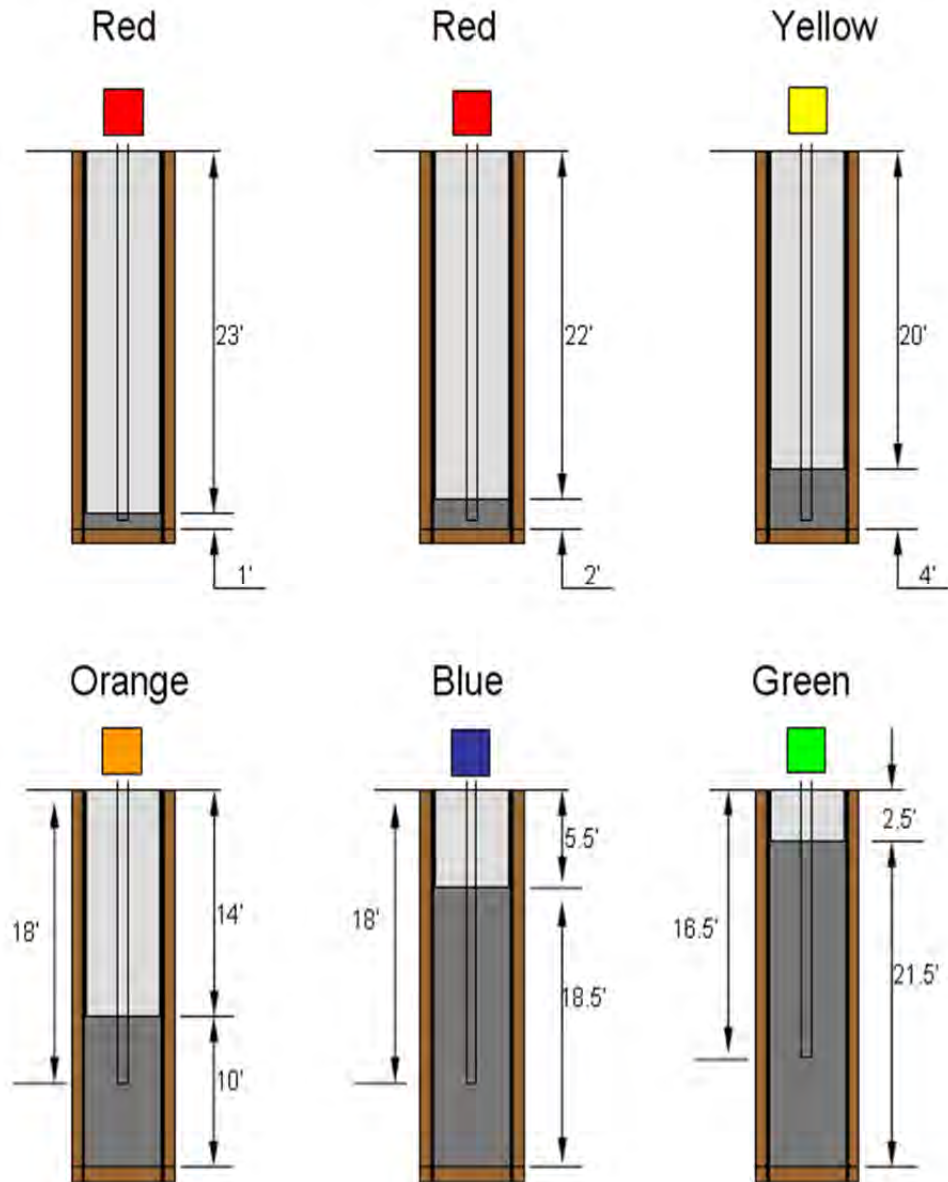 Red Red Yellow
23' 22' 20'
1' 2' 4'
Orange Blue Green
2.5'
5.5'
18' 14' 18' 16.5'
18.5' 21.5'
10'